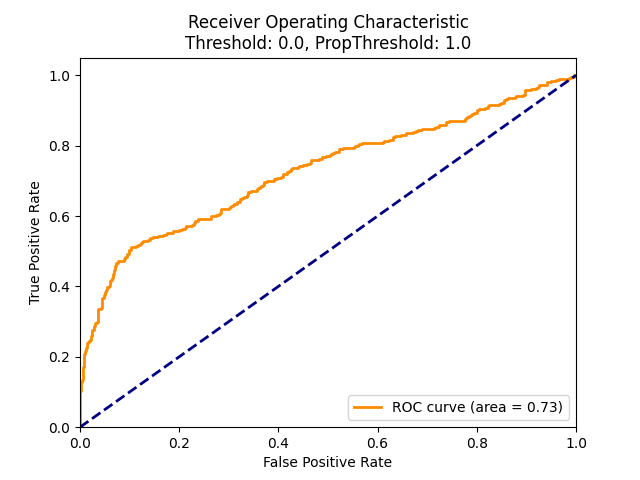 Receiver Operating Characteristic
Threshold: 0.0, PropThreshold: 1.0
True Positive Rate
1.0
0.8
0.6
0.4
0.2
0.0
ROC curve (area = 0.73)
0.0 0.2 0.4 0.6 0.8 1.0
False Positive Rate